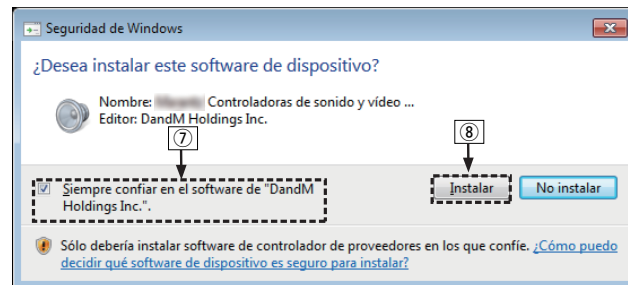 Seguridad de Windows
¿Desea instalar este software de dispositivo?
Nombre: Controladoras de sonido y vídeo ...
Editor: DandM Holdings Inc.
⑦
⑧
Siempre confiar en el software de "DandM
Holdings Inc.".
Instalar
No instalar
Sólo debería instalar software de controlador de proveedores en los que confíe. ¿Cómo puedo
decidir qué software de dispositivo es seguro para instalar?